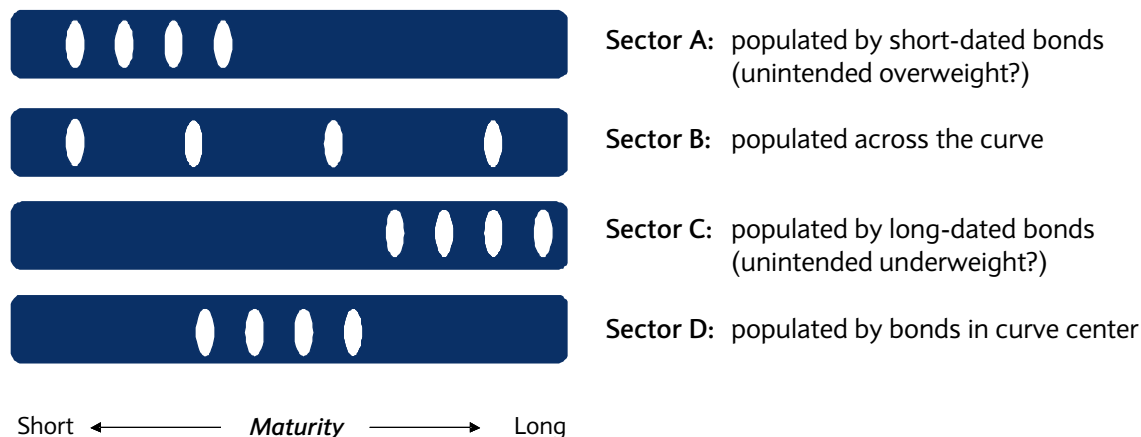 Sector A: populated by short-dated bonds
(unintended overweight?)
Sector B: populated across the curve
Sector C: populated by long-dated bonds
(unintended underweight?)
Sector D: populated by bonds in curve center
Short Maturity Long